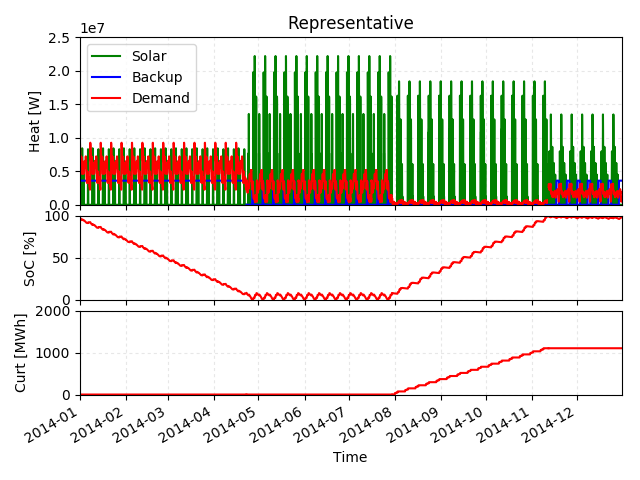 Representative
1e7
2.5
2.0
1.5
1.0
0.5
0.0
Heat [W]
Solar
Backup
Demand
100
50
0
SoC [%]
2000
1000
0
Curt [MWh]
2014-01
2014-02
2014-03
2014-04
2014-05
2014-06
2014-07
2014-08
2014-09
2014-10
2014-11
2014-12
Time